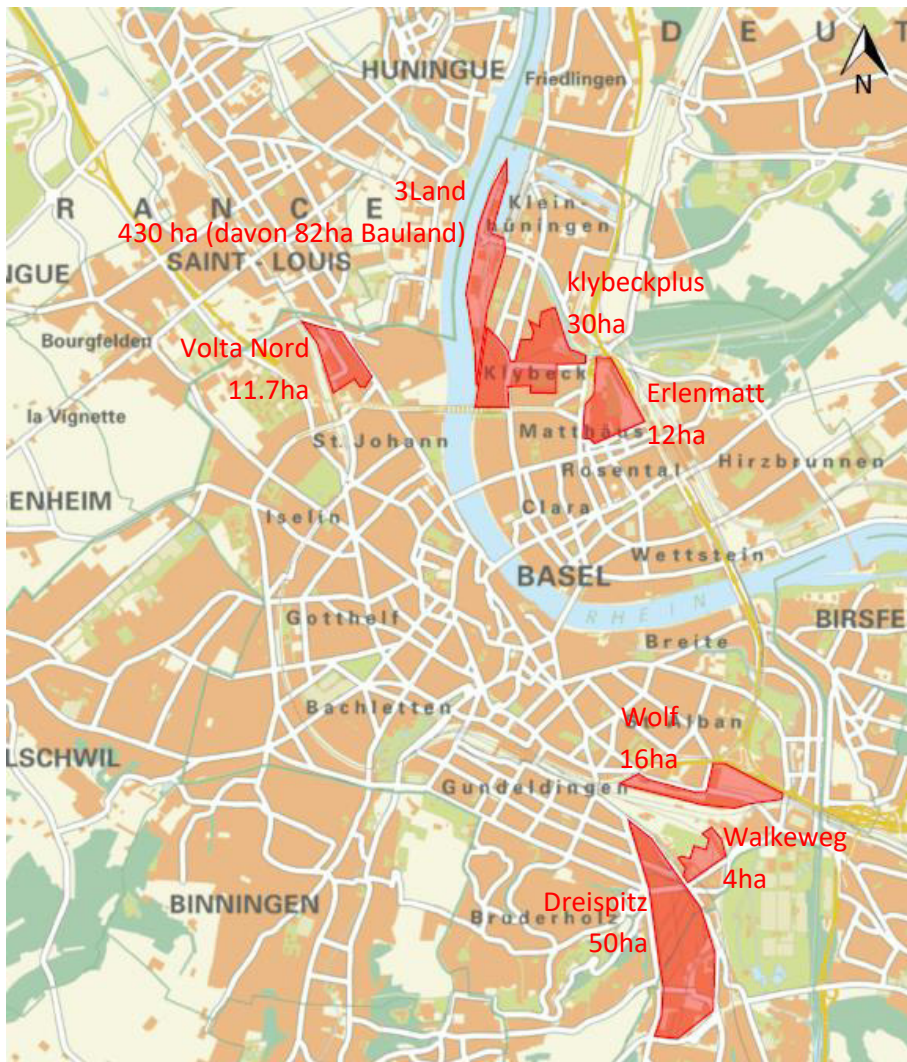 D E U T
HUNINGUE
Friedlingen
N
3Land
Klein-
hüningen
R A N C E
430 ha (davon 82ha Bauland)
SAINT - LOUIS
NGUE
klybeckplus
30ha
Bourgfelden
Volta Nord
11.7ha
Klybeck
Erlenmatt
12ha
la Vignette
St. Johann
Matthäus
Rosental
Hirzbrunnen
ENHEIM
Clara
Iselin
Wettstein
BASEL
RHEIN
Gotthelf
BIRSFE
Breite
Bachletten
Wolf
St. Alban
16ha
LSCHWIL
Gundeldingen
Walkeweg
4ha
Dreispitz
50ha
BINNINGEN
Bruderholz